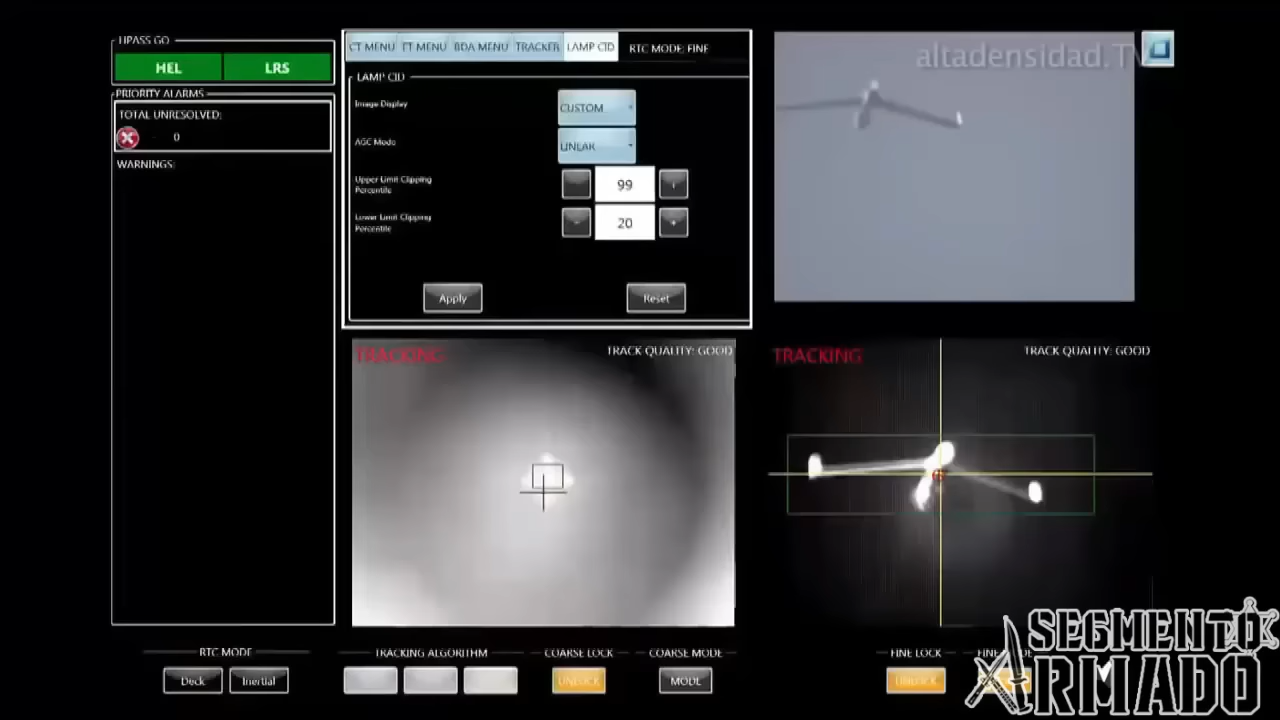 HPASS GO
HEL
LRS
PRIORITY ALARMS
TOTAL UNRESOLVED:
0
WARNINGS:
CT MENU
FT MENU
BDA MENU
TRACKER
LAMP CID
RTC MODE: FINE
LAMP CID
Image Display
CUSTOM
AGC Mode
LINEAR
Upper Limit Clipping
Percentile
99
Lower Limit Clipping
Percentile
20
-
+
Apply
Reset
altadensidad.TV
TRACKING
TRACK QUALITY: GOOD
TRACKING
TRACK QUALITY: GOOD
RTC MODE
Deck
Inertial
TRACKING ALGORITHM
COARSE LOCK
UNLOCK
COARSE MODE
MODE
FINE LOCK
UNLOCK
SEGMENTO
ARMADO